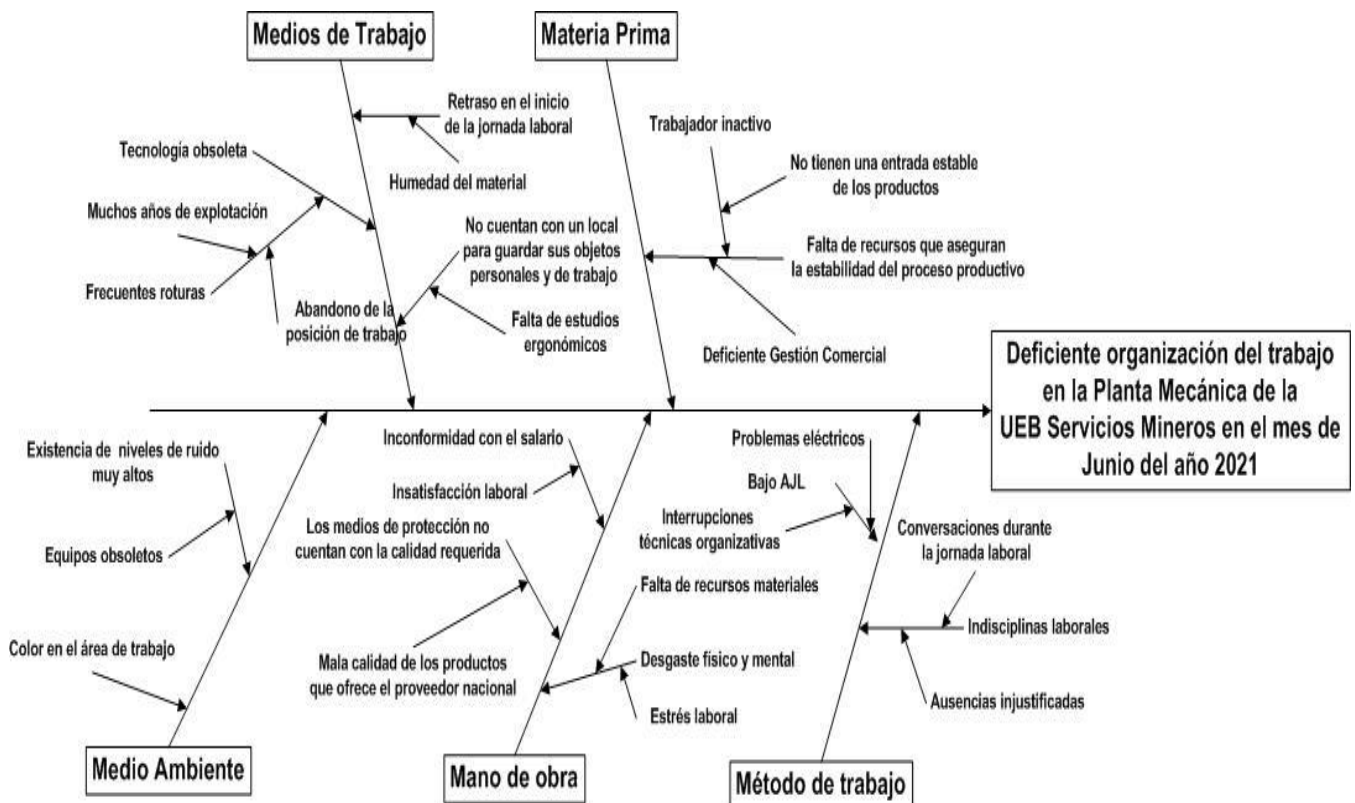 Medios de Trabajo
Materia Prima
Retraso en el inicio
de la jornada laboral
Trabajador inactivo
Tecnología obsoleta
Humedad del material
No tienen una entrada estable
de los productos
Muchos años de explotación
No cuentan con un local
para guardar sus objetos
personales y de trabajo
Falta de recursos que aseguran
la estabilidad del proceso productivo
Frecuentes roturas
Abandono de la
posición de trabajo
Falta de estudios
ergonómicos
Deficiente Gestión Comercial
Deficiente organización del trabajo
en la Planta Mecánica de la
UEB Servicios Mineros en el mes de
Junio del año 2021
Existencia de niveles de ruido
muy altos
Inconformidad con el salario
Problemas eléctricos
Insatisfacción laboral
Bajo AJL
Los medios de protección no
cuentan con la calidad requerida
Interrupciones
técnicas organizativas
Conversaciones durante
la jornada laboral
Equipos obsoletos
Falta de recursos materiales
Indisciplinas laborales
Color en el área de trabajo
Mala calidad de los productos
que ofrece el proveedor nacional
Desgaste físico y mental
Ausencias injustificadas
Estrés laboral
Medio Ambiente
Mano de obra
Método de trabajo